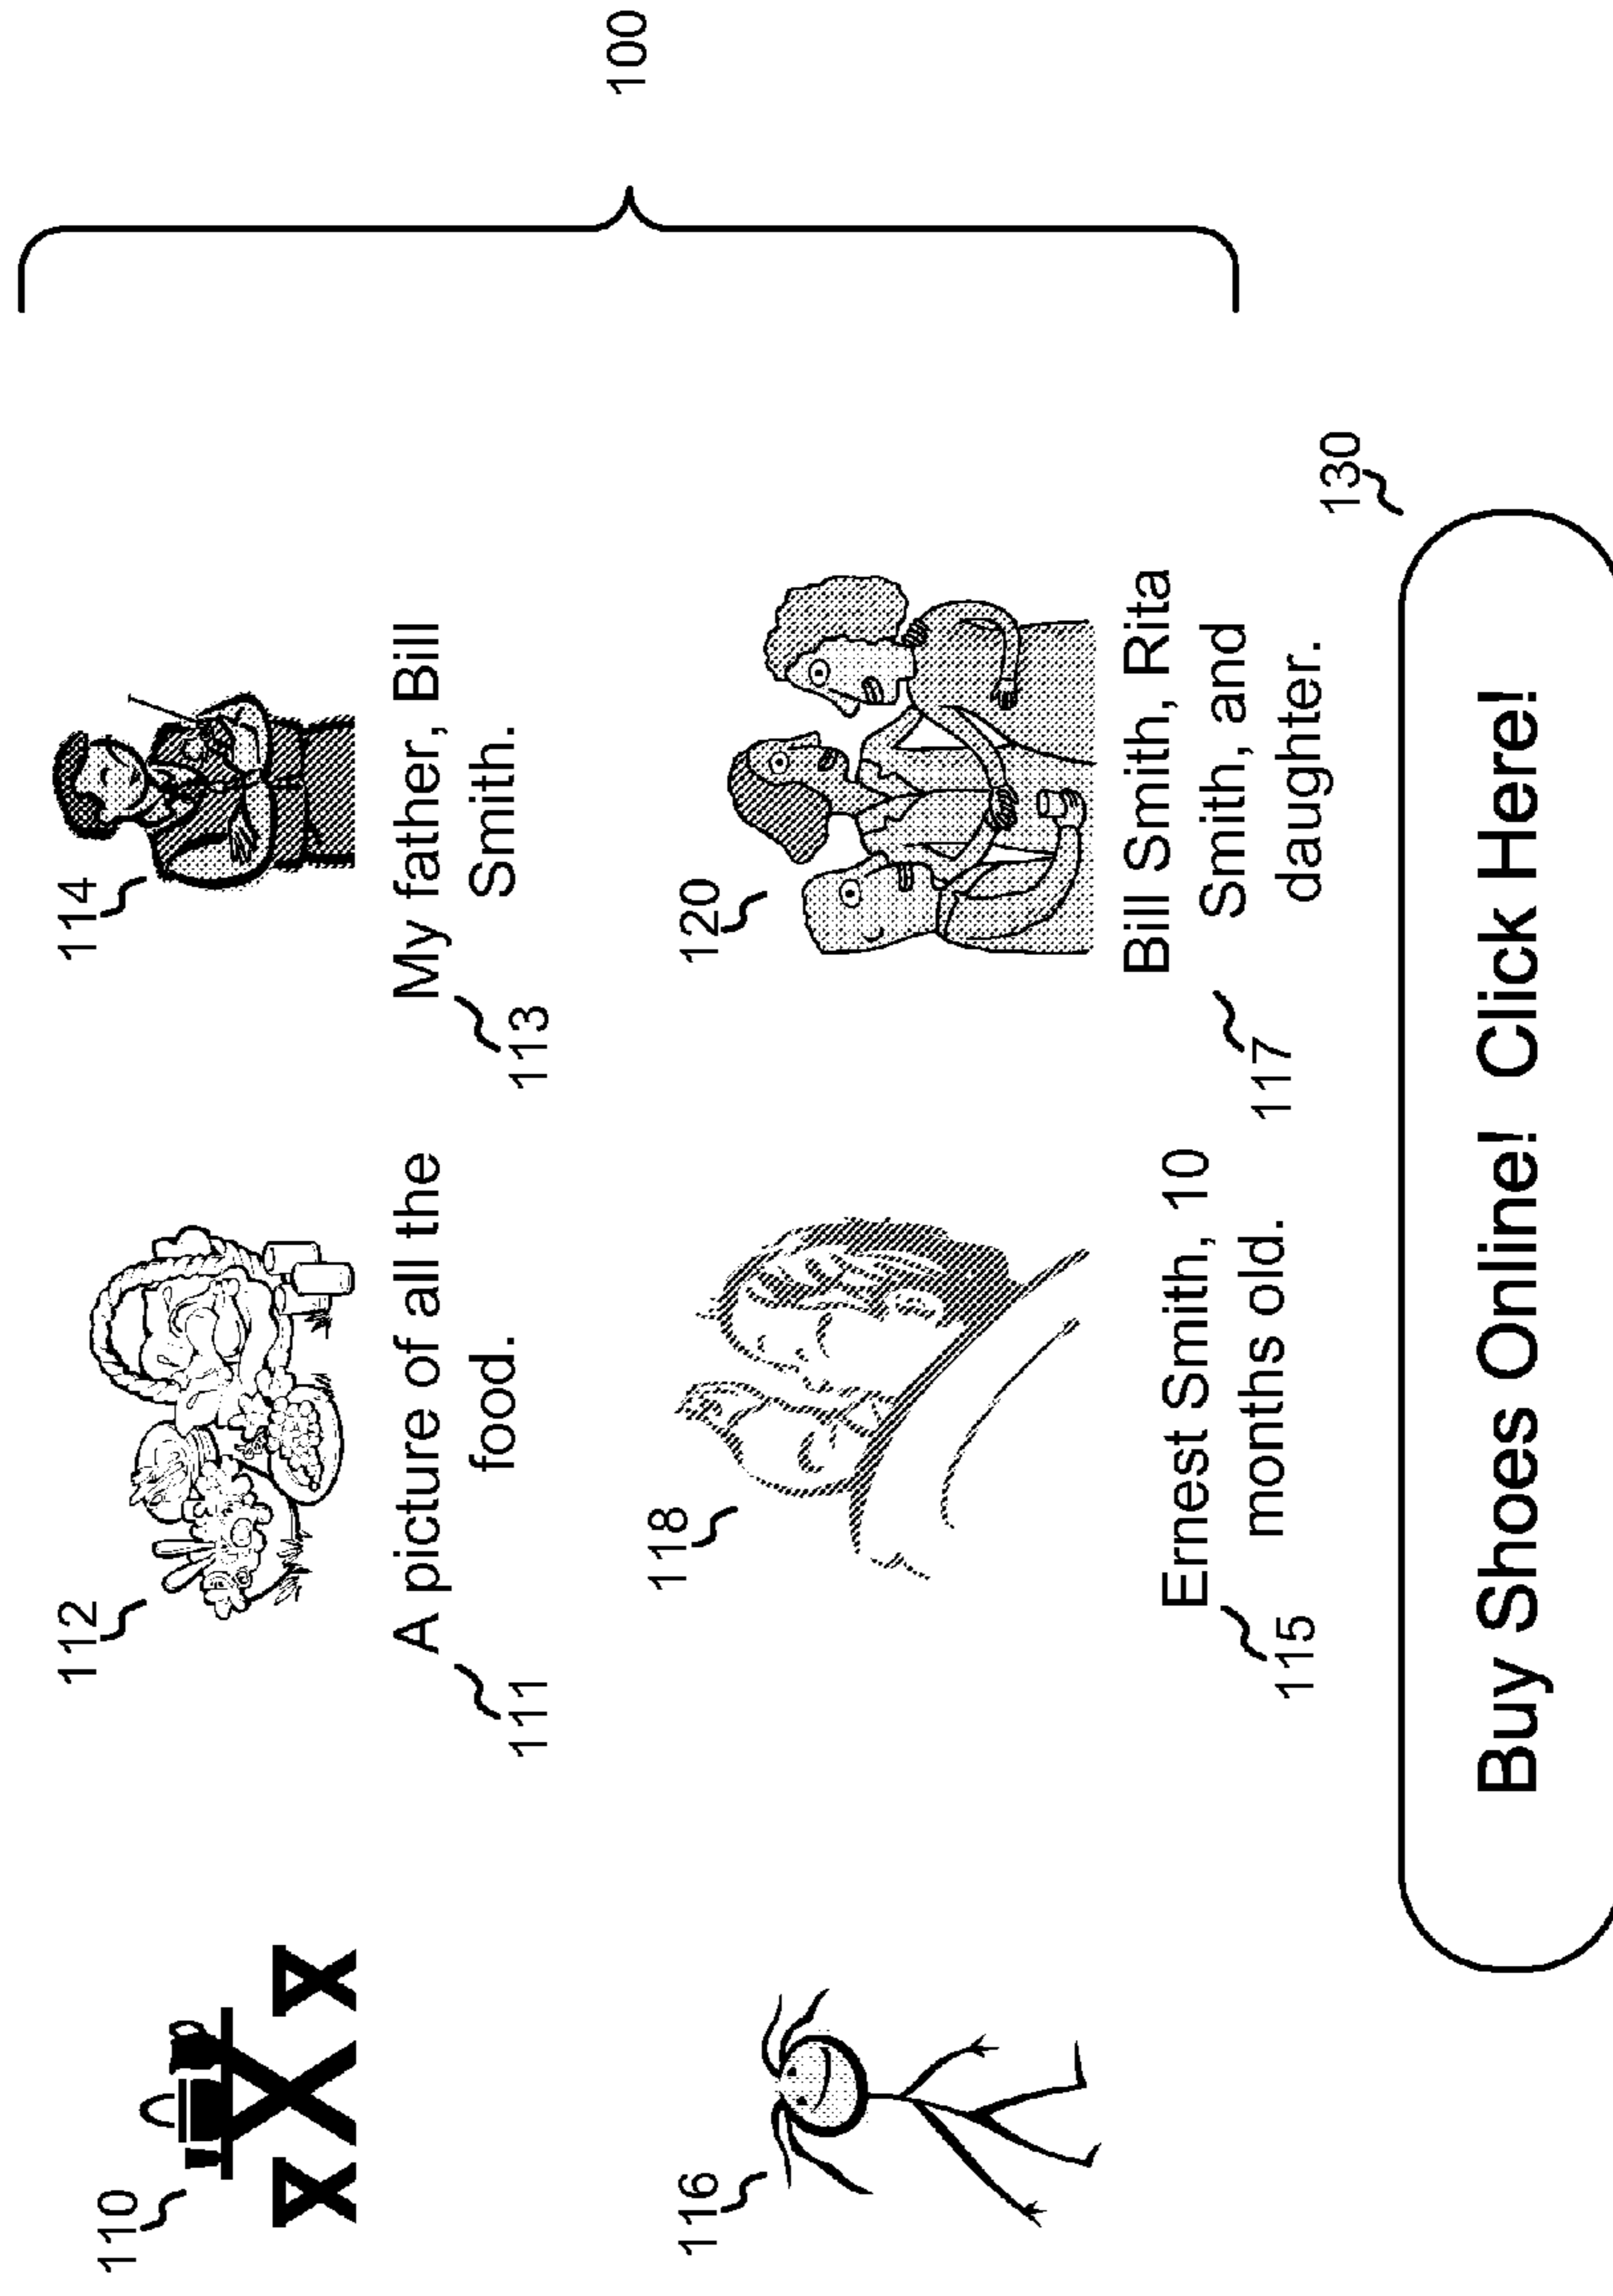 110
112
114
A picture of all the
food.
111
My father, Bill
Smith.
113
100
116
118
120
Ernest Smith, 10
months old.
115
Bill Smith, Rita
Smith, and
daughter.
117
130
Buy Shoes Online! Click Here!